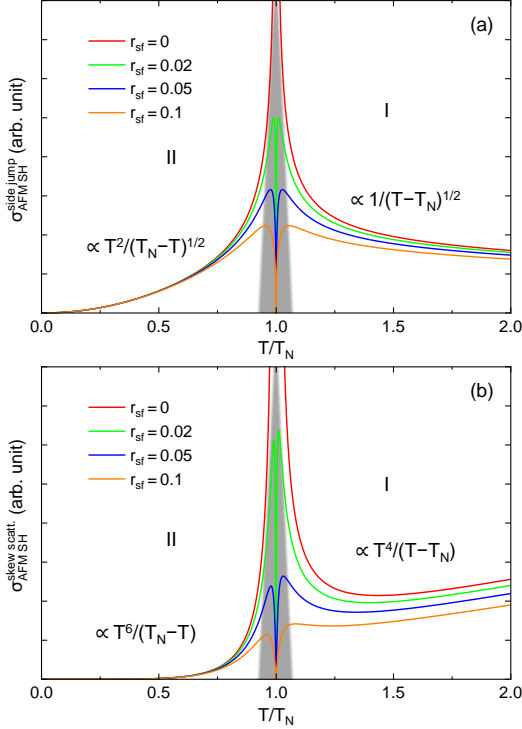 (a)
r_sf = 0
r_sf = 0.02
r_sf = 0.05
r_sf = 0.1
I
II
∝ 1/(T−T_N)^1/2
∝ T^2/(T_N−T)^1/2
σ^side jump_AFM SH (arb. unit)
0.0 0.5 1.0 1.5 2.0
T/T_N
(b)
r_sf = 0
r_sf = 0.02
r_sf = 0.05
r_sf = 0.1
I
II
∝ T^4/(T−T_N)
∝ T^6/(T_N−T)
σ^skew scatt._AFM SH (arb. unit)
0.0 0.5 1.0 1.5 2.0
T/T_N